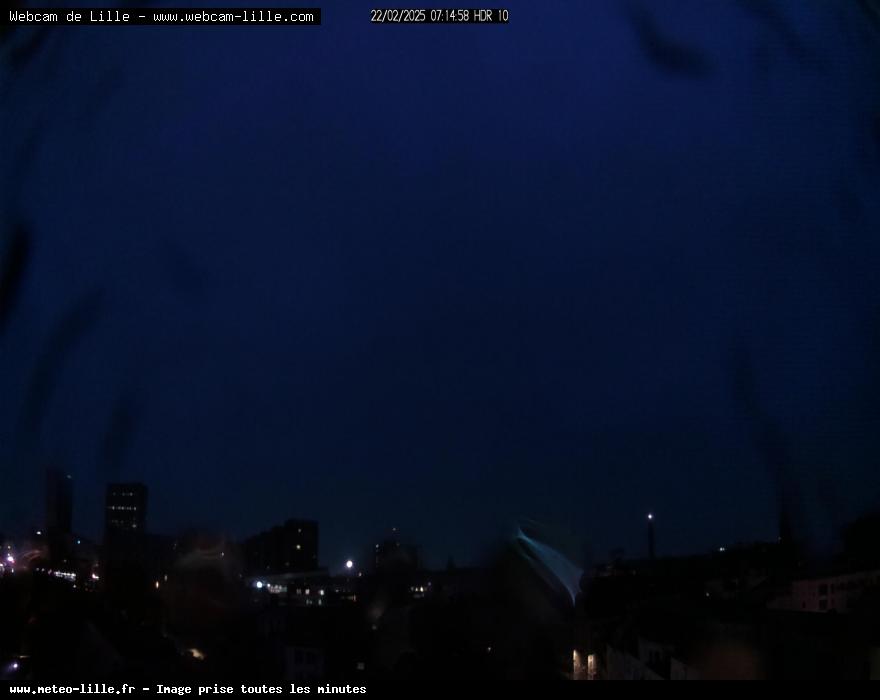 Webcam de Lille - www.webcam-lille.com
22/02/2025 07:14:58 HDR 10
www.meteo-lille.fr - Image prise toutes les minutes